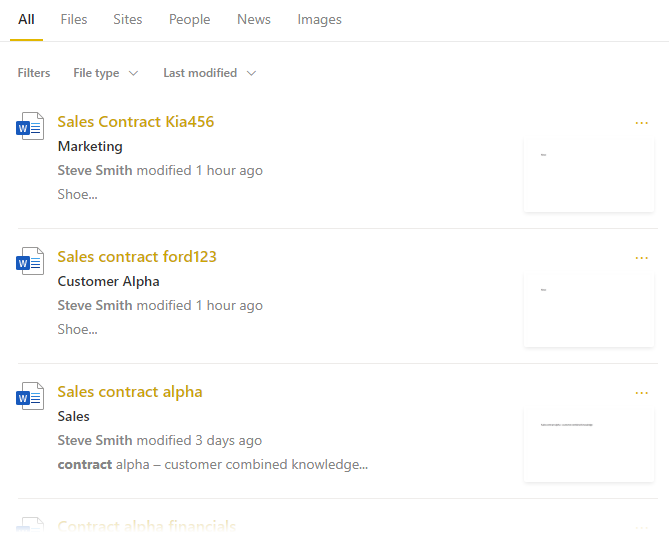 All Files Sites People News Images
Filters File type Last modified
Sales Contract Kia456
Marketing
Steve Smith modified 1 hour ago
Shoe...
Sales contract ford123
Customer Alpha
Steve Smith modified 1 hour ago
Shoe...
Sales contract alpha
Sales
Steve Smith modified 3 days ago
contract alpha – customer combined knowledge...
Contract alpha financials